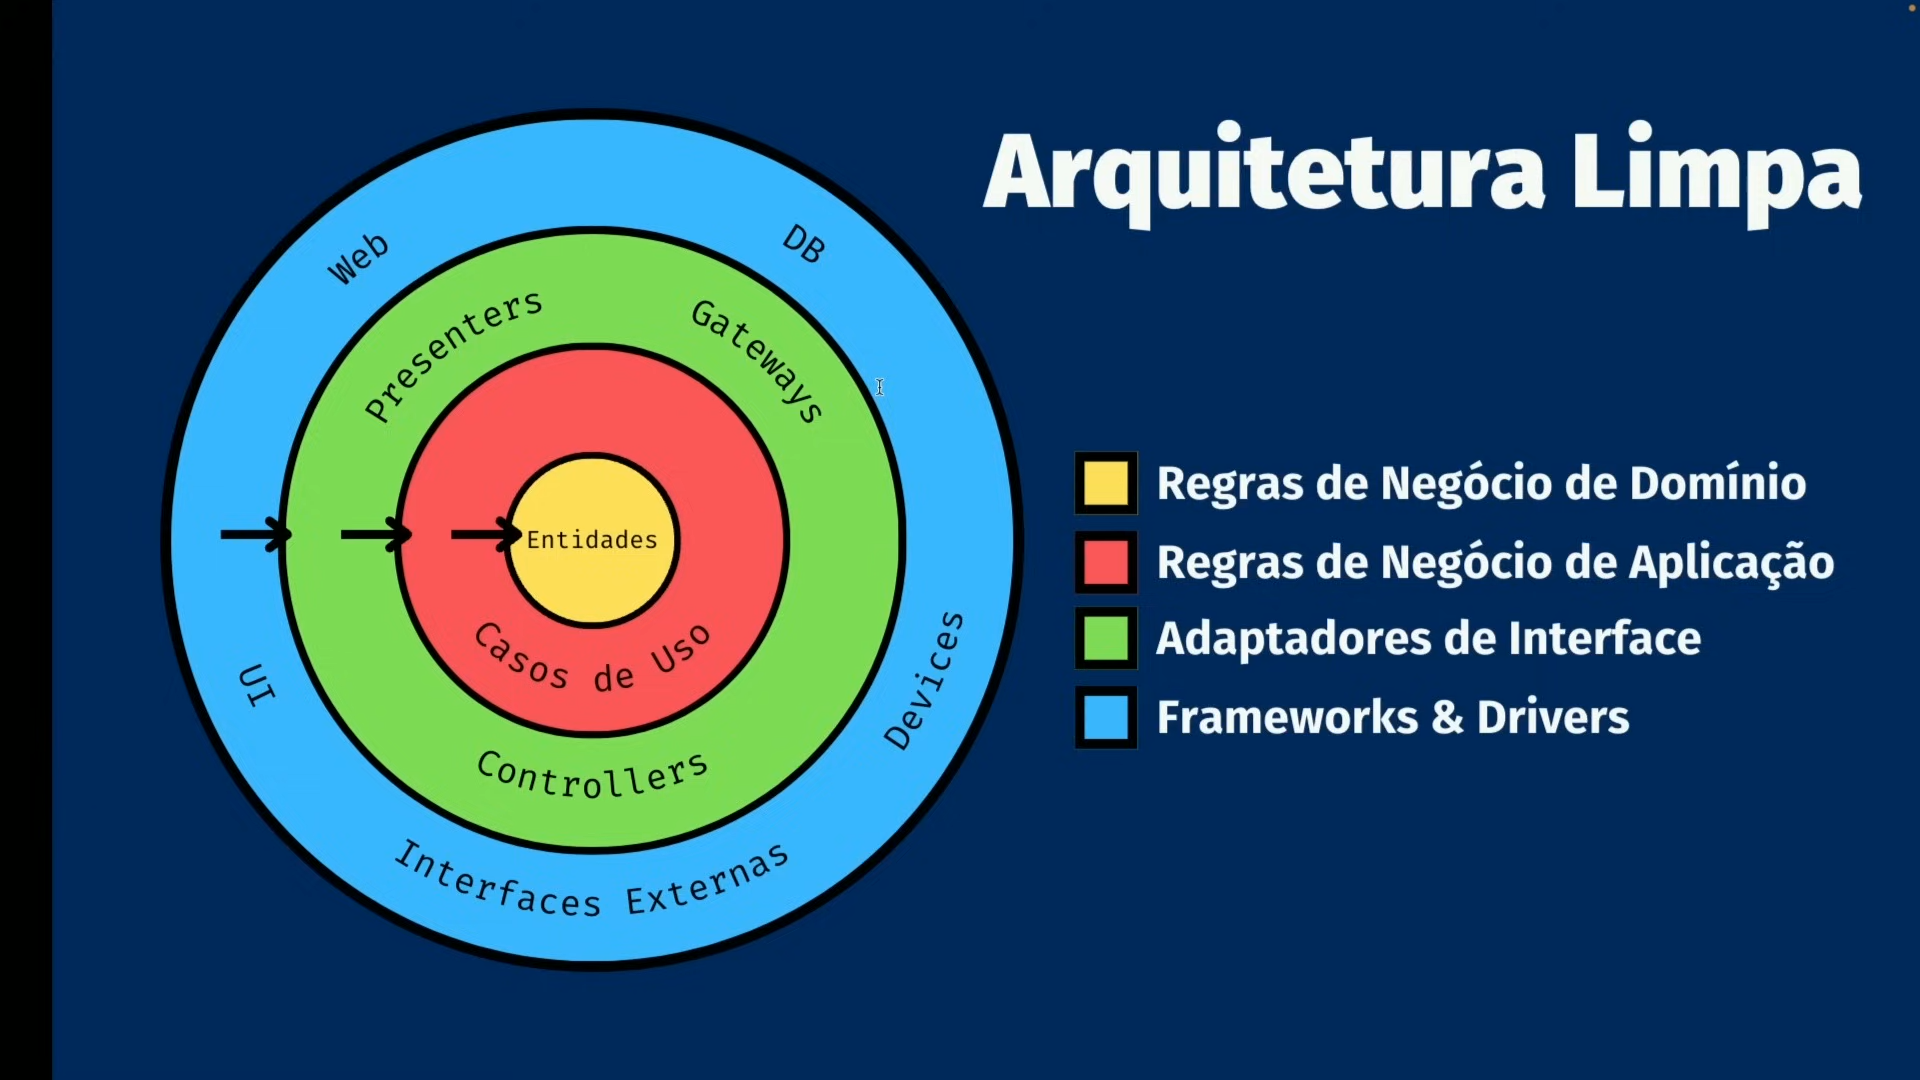 Arquitetura Limpa
Web
DB
Presenters
Gateways
Entidades
Casos de Uso
UI
Devices
Controllers
Interfaces Externas
Regras de Negócio de Domínio
Regras de Negócio de Aplicação
Adaptadores de Interface
Frameworks & Drivers